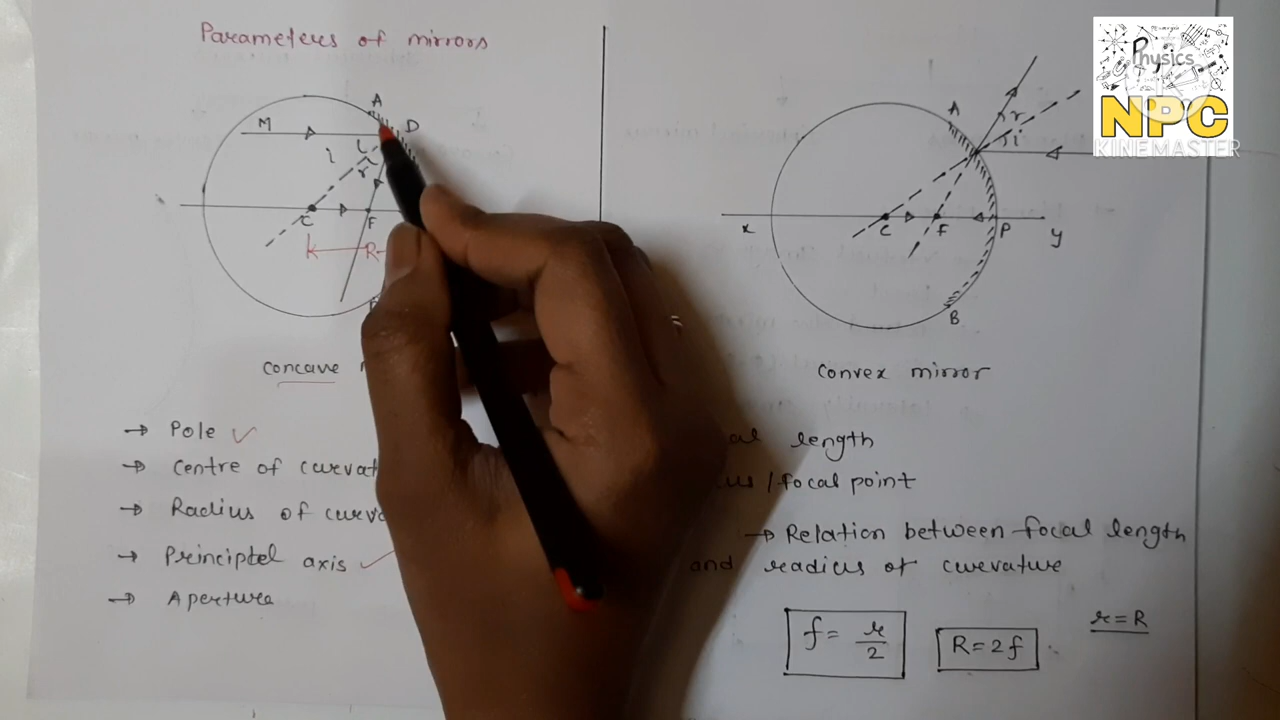 Parameters of mirrors
A
M
D
i
i
r
C
F
R
Concave
→ Pole ✓
→ Centre of curvat
→ Radius of curva
→ Principtel axis ✓
→ Aperture
A
r
i
x
C
F
P
y
B
Convex mirror
=
al length
us / focal point
→ Relation between focal length
and radius of curvature
f = r/2
R = 2f
r = R
Physics
NPC
KINEMASTER